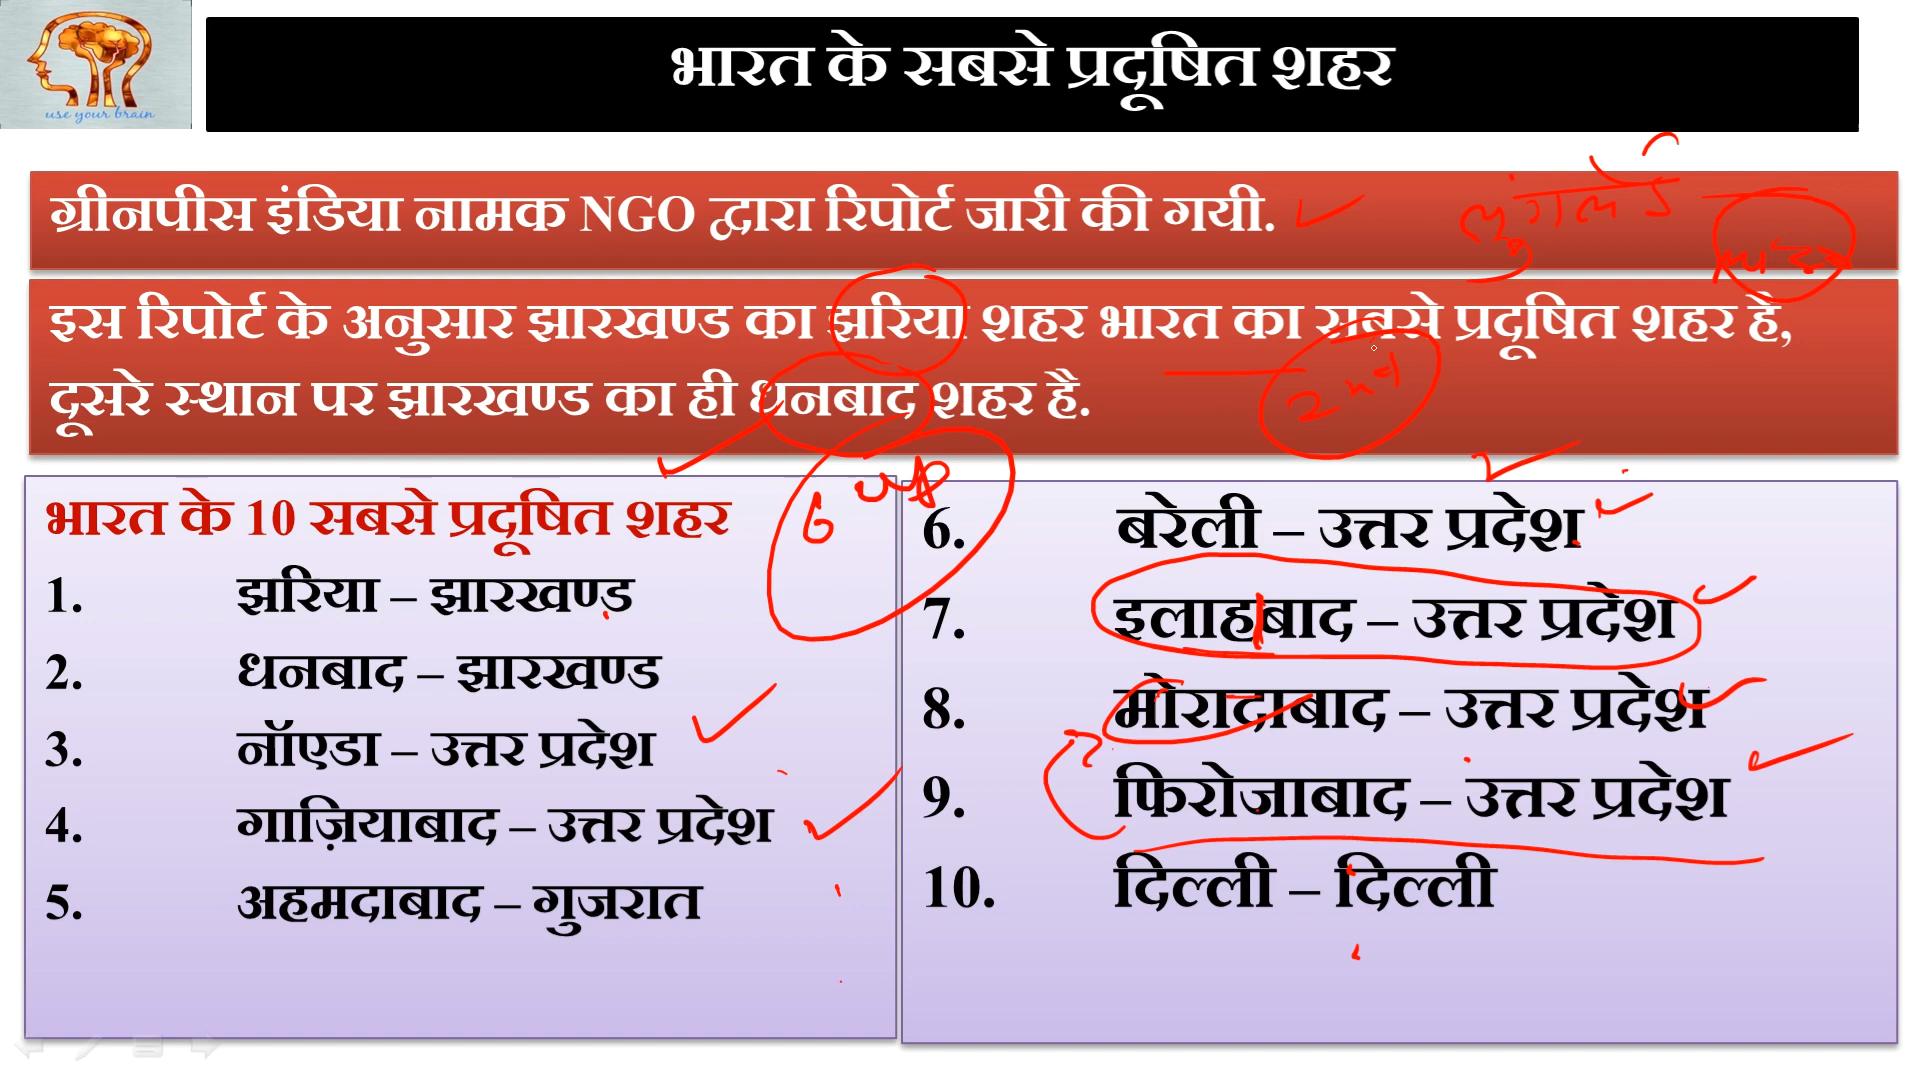 use your brain
भारत के सबसे प्रदूषित शहर
ग्रीनपीस इंडिया नामक NGO द्वारा रिपोर्ट जारी की गयी.
इस रिपोर्ट के अनुसार झारखण्ड का झरिया शहर भारत का सबसे प्रदूषित शहर है,
दूसरे स्थान पर झारखण्ड का ही धनबाद शहर है.
2nd
6 up
भारत के 10 सबसे प्रदूषित शहर
1. झरिया – झारखण्ड
2. धनबाद – झारखण्ड
3. नॉएडा – उत्तर प्रदेश
4. गाज़ियाबाद – उत्तर प्रदेश
5. अहमदाबाद – गुजरात
6. बरेली – उत्तर प्रदेश
7. इलाहबाद – उत्तर प्रदेश
8. मोरादाबाद – उत्तर प्रदेश
9. फिरोजाबाद – उत्तर प्रदेश
10. दिल्ली – दिल्ली